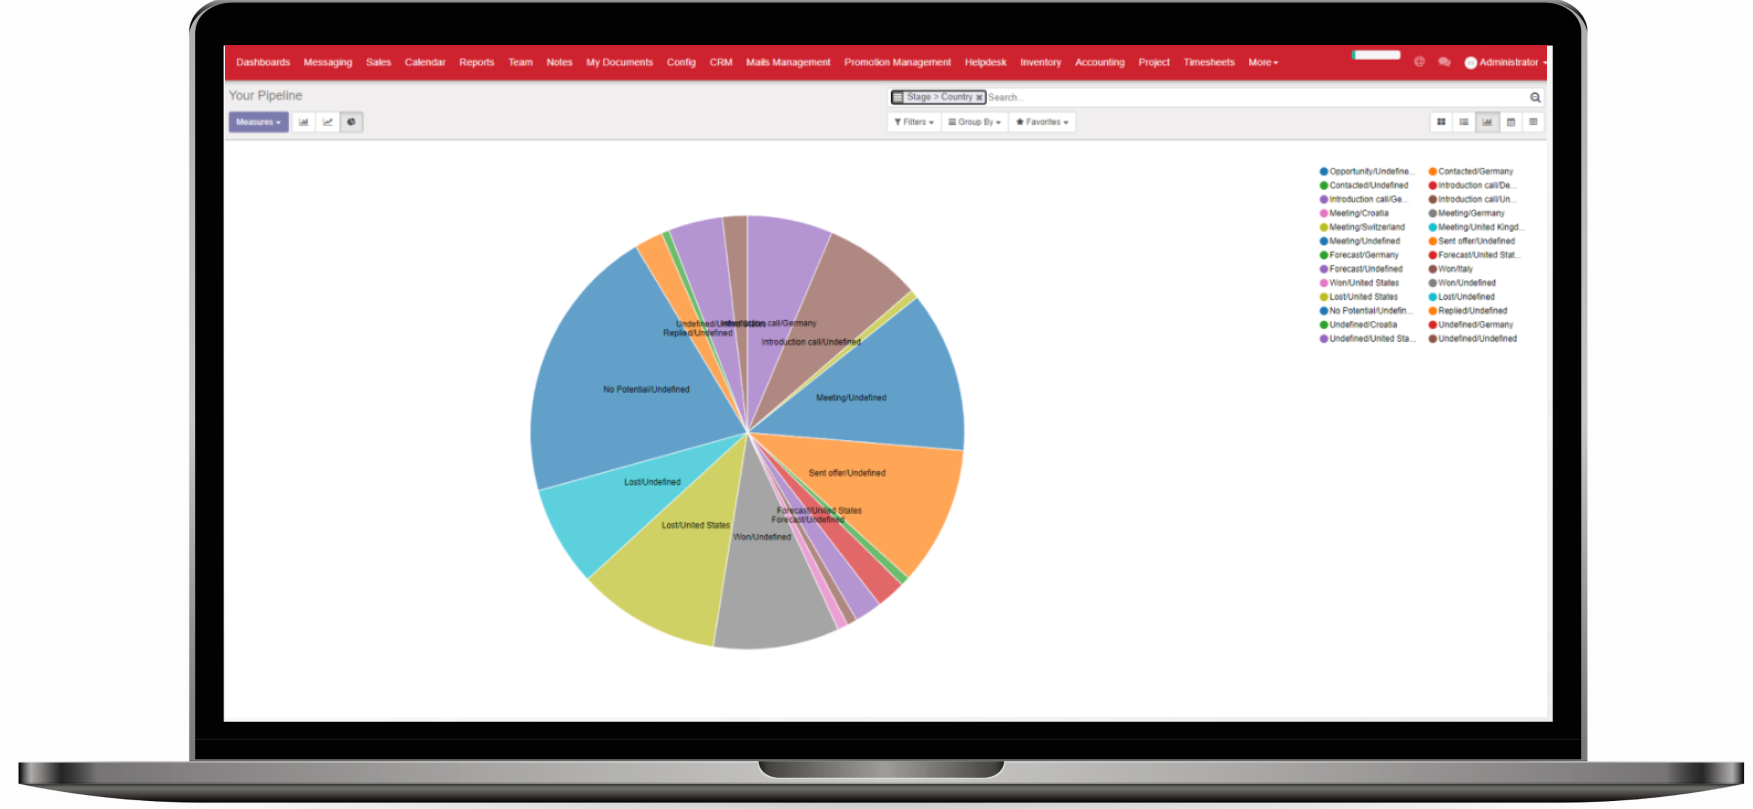 Dashboards Messaging Sales Calendar Reports Team Notes My Documents Config CRM Mails Management Promotion Management Helpdesk Inventory Accounting Project Timesheets More Administrator
Your Pipeline
Stage > Country x Search...
Measures
Filters Group By Favorites
Opportunity/Undefine... Contacted/Germany
Contacted/Undefined Introduction call/De...
Introduction call/Ge... Introduction call/Un...
Meeting/Croatia Meeting/Germany
Meeting/Switzerland Meeting/United Kingd...
Meeting/Undefined Sent offer/Undefined
Forecast/Germany Forecast/United Stat...
Forecast/Undefined Won/Italy
Won/United States Won/Undefined
Lost/United States Lost/Undefined
No Potential/Undefin... Replied/Undefined
Undefined/Croatia Undefined/Germany
Undefined/United Sta... Undefined/Undefined
Undefined/United States Introduction call/Germany
Replied/Undefined
Introduction call/Undefined
No Potential/Undefined
Meeting/Undefined
Sent offer/Undefined
Lost/Undefined
Forecast/United States
Forecast/Undefined
Lost/United States
Won/Undefined